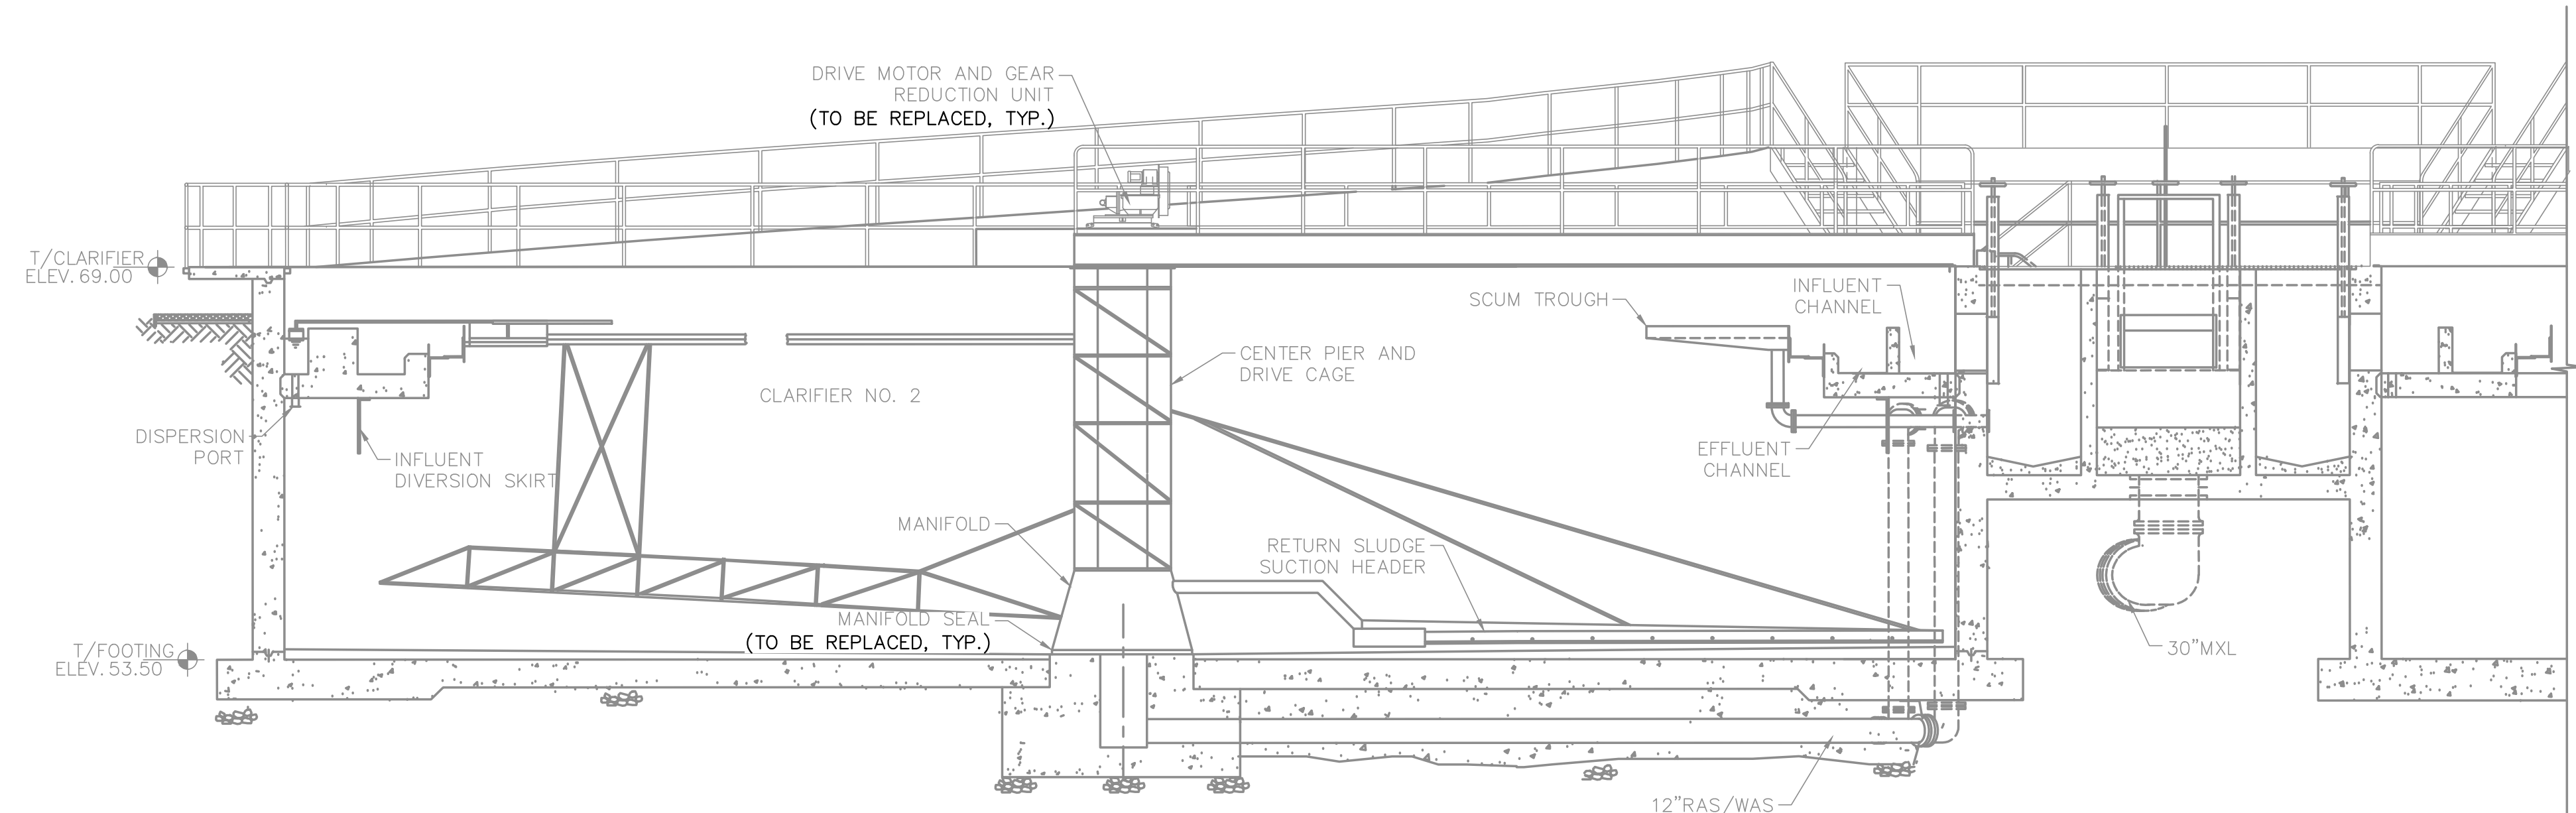 DRIVE MOTOR AND GEAR
REDUCTION UNIT
(TO BE REPLACED, TYP.)
T/CLARIFIER
ELEV. 69.00
SCUM TROUGH
INFLUENT
CHANNEL
CENTER PIER AND
DRIVE CAGE
CLARIFIER NO. 2
DISPERSION
PORT
INFLUENT
DIVERSION SKIRT
EFFLUENT
CHANNEL
MANIFOLD
RETURN SLUDGE
SUCTION HEADER
MANIFOLD SEAL
(TO BE REPLACED, TYP.)
T/FOOTING
ELEV. 53.50
30"MXL
12"RAS/WAS